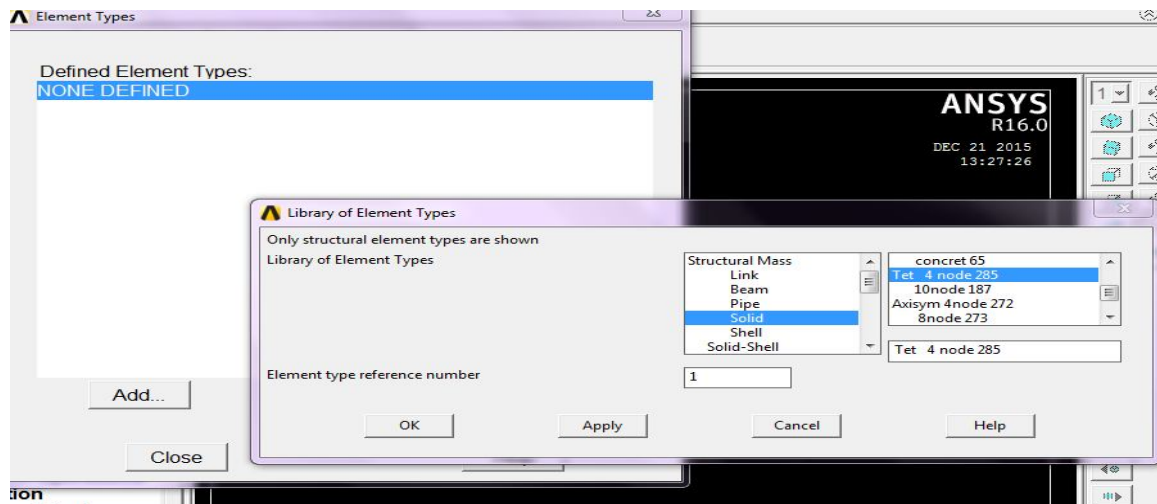 Element Types
Defined Element Types:
NONE DEFINED
ANSYS
R16.0
DEC 21 2015
13:27:26
1
Library of Element Types
Only structural element types are shown
Library of Element Types
Structural Mass
Link
Beam
Pipe
Solid
Shell
Solid-Shell
concret 65
Tet 4 node 285
10node 187
Axisym 4node 272
8node 273
Tet 4 node 285
Element type reference number
1
Add...
OK
Apply
Cancel
Help
Close